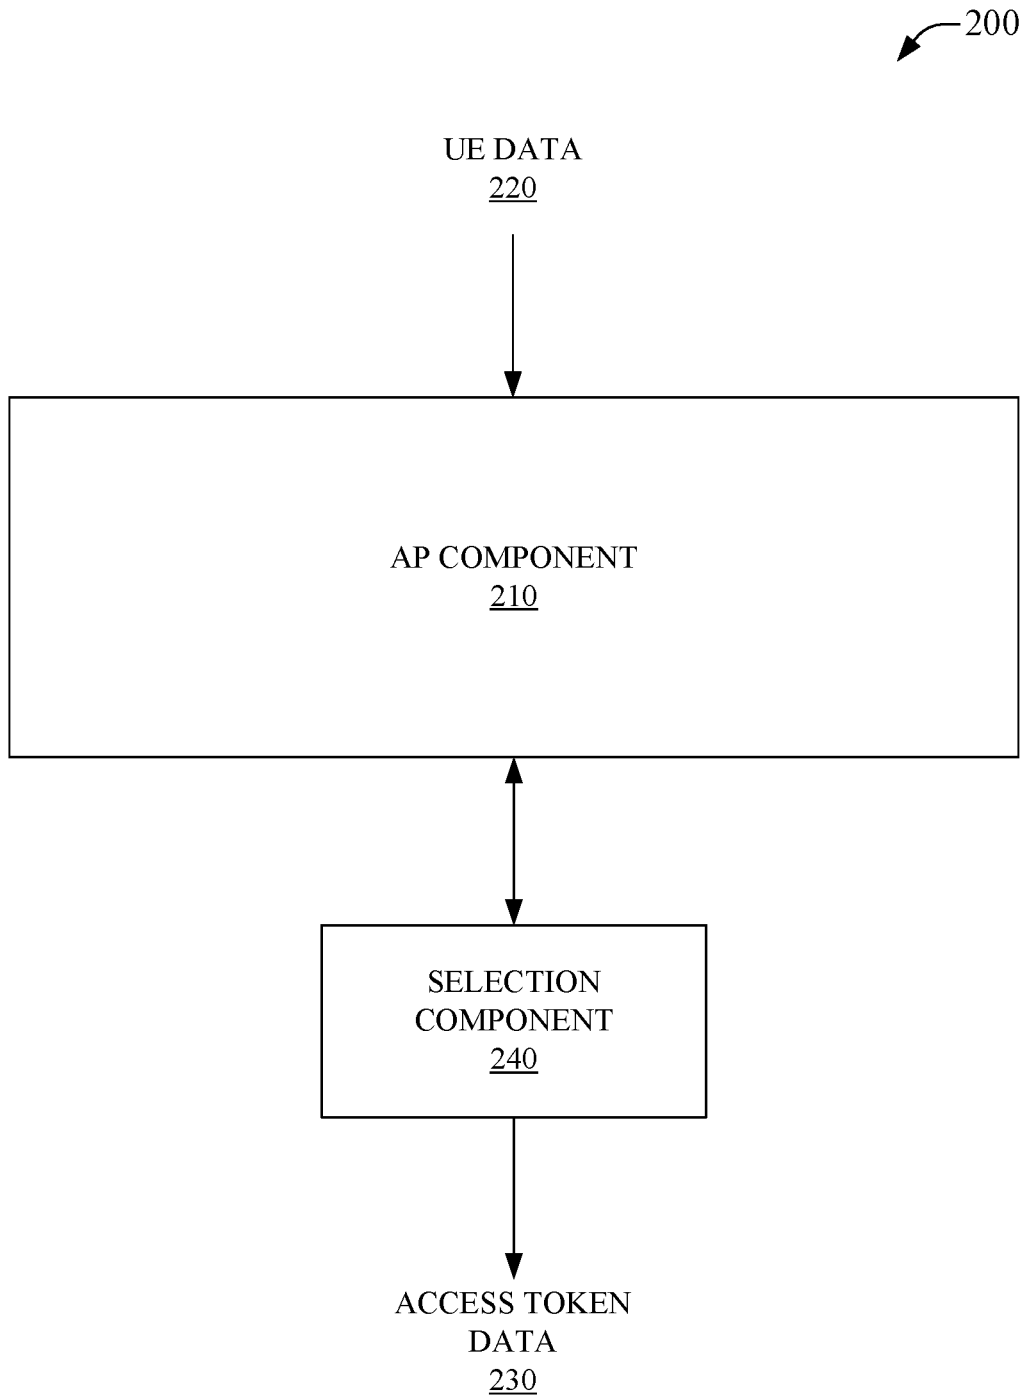 200
UE DATA
220
AP COMPONENT
210
SELECTION
COMPONENT
240
ACCESS TOKEN
DATA
230